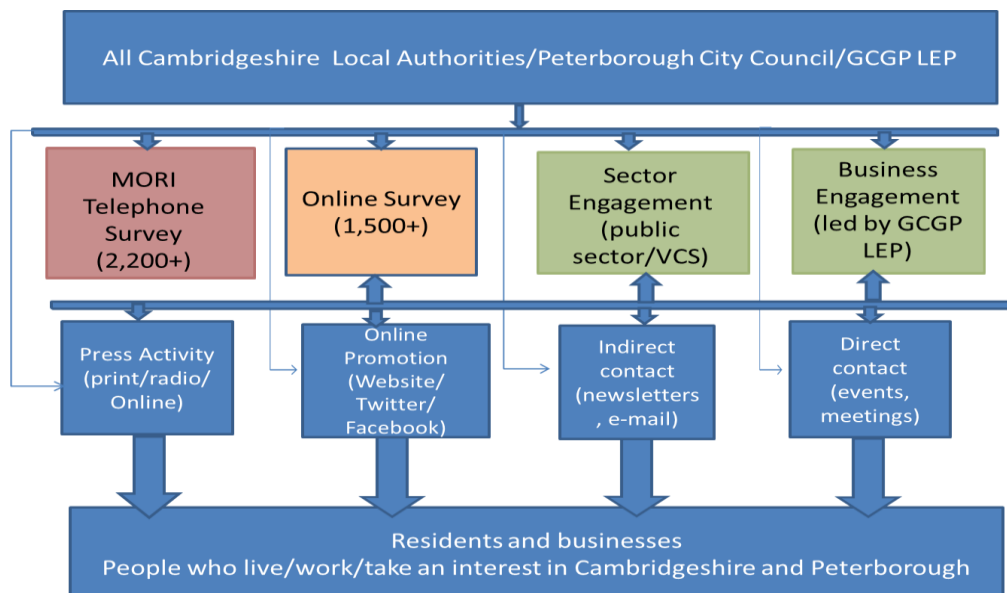 All Cambridgeshire Local Authorities/Peterborough City Council/GCGP LEP
MORI
Telephone
Survey
(2,200+)
Online Survey
(1,500+)
Sector
Engagement
(public
sector/VCS)
Business
Engagement
(led by GCGP
LEP)
Press Activity
(print/radio/
Online)
Online
Promotion
(Website/
Twitter/
Facebook)
Indirect
contact
(newsletters
, e-mail)
Direct
contact
(events,
meetings)
Residents and businesses
People who live/work/take an interest in Cambridgeshire and Peterborough